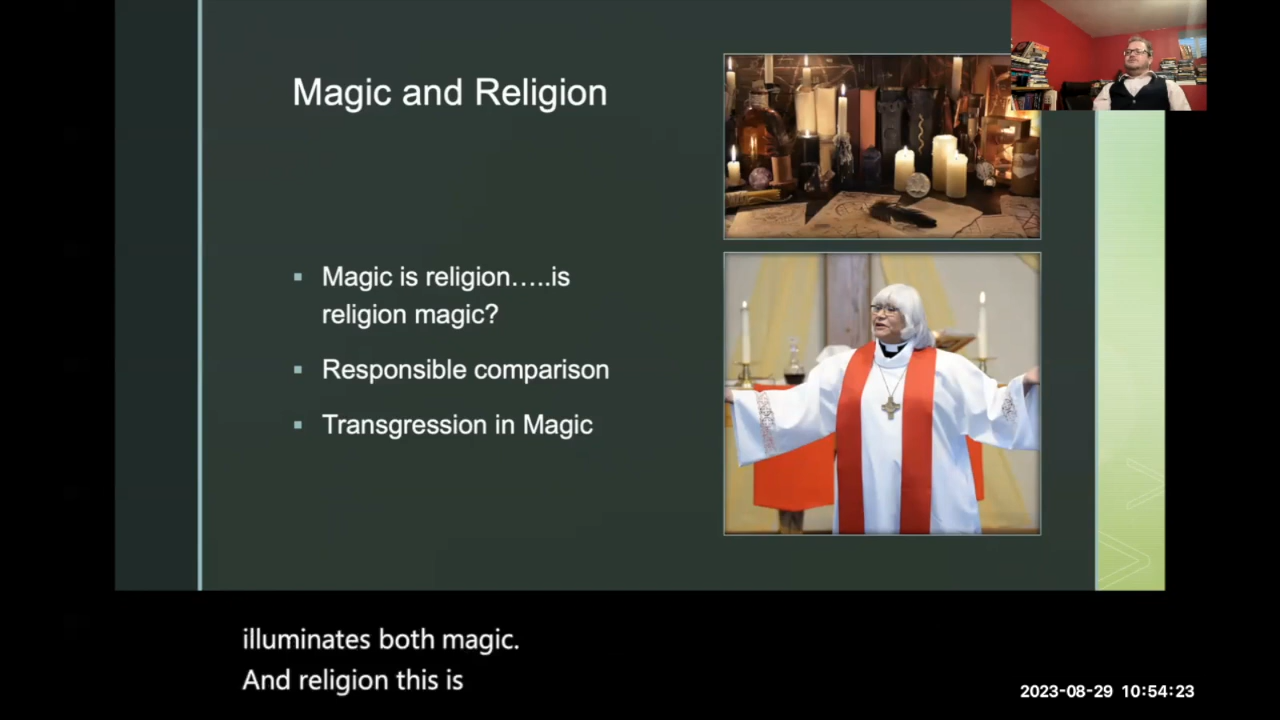 Magic and Religion
Magic is religion.....is
religion magic?
Responsible comparison
Transgression in Magic
illuminates both magic.
And religion this is
2023-08-29 10:54:23